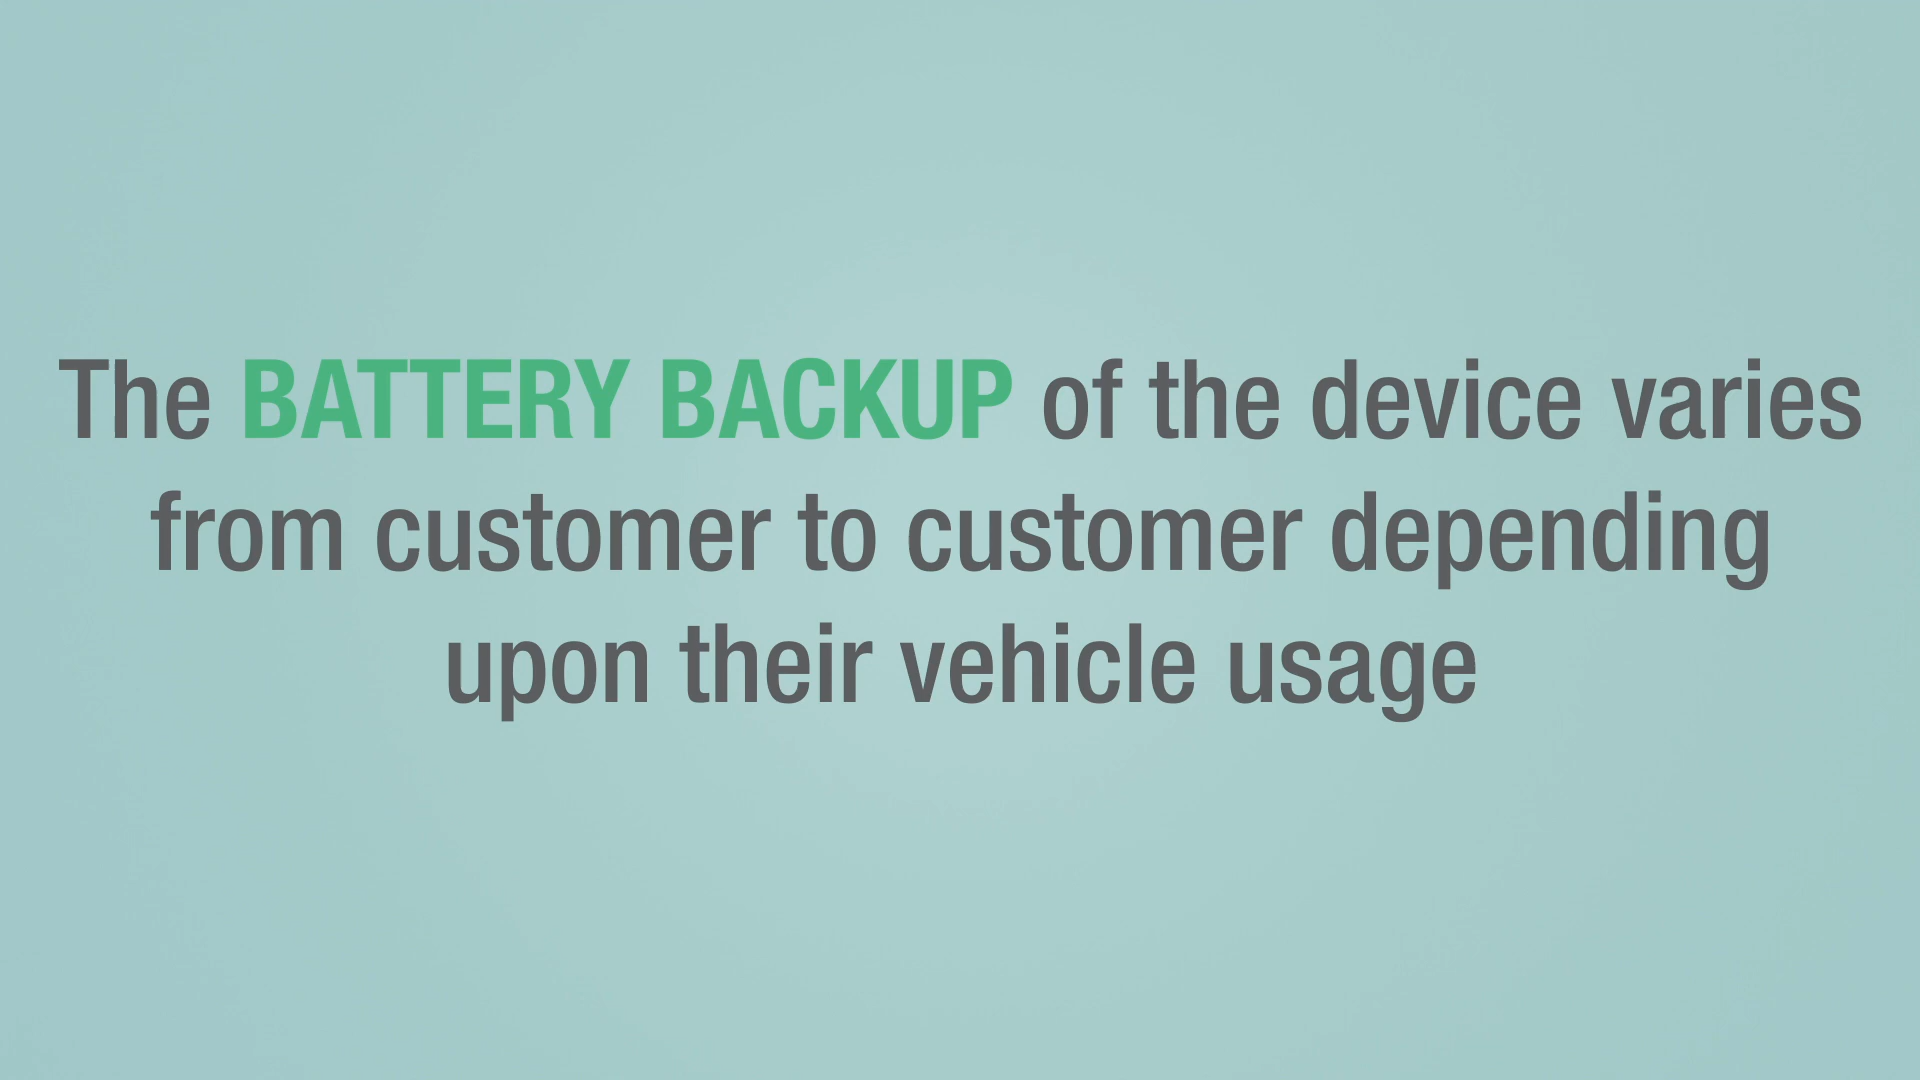 The BATTERY BACKUP of the device varies
from customer to customer depending
upon their vehicle usage